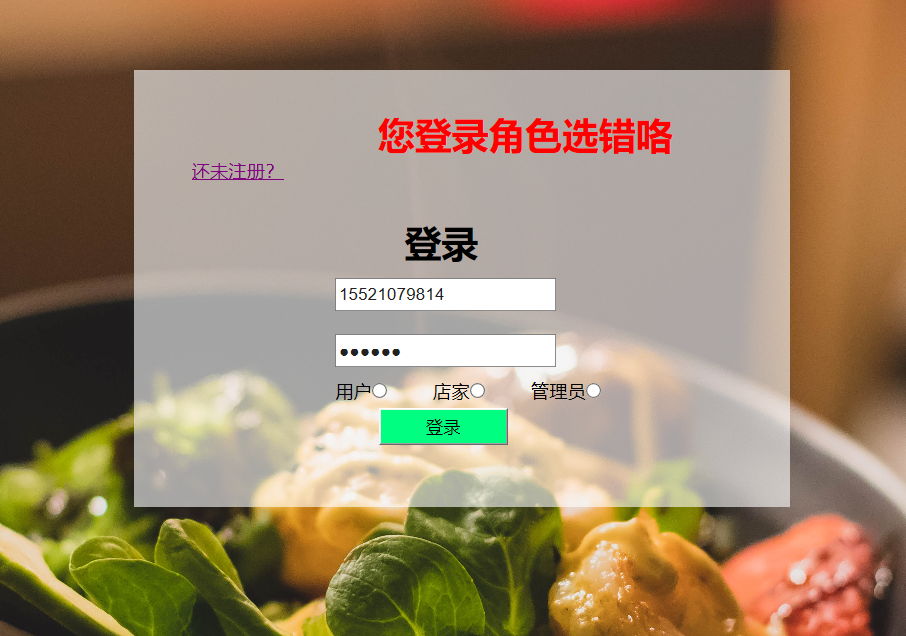 您登录角色选错咯
还未注册？
登录
15521079814
●●●●●●
用户 店家 管理员
登录